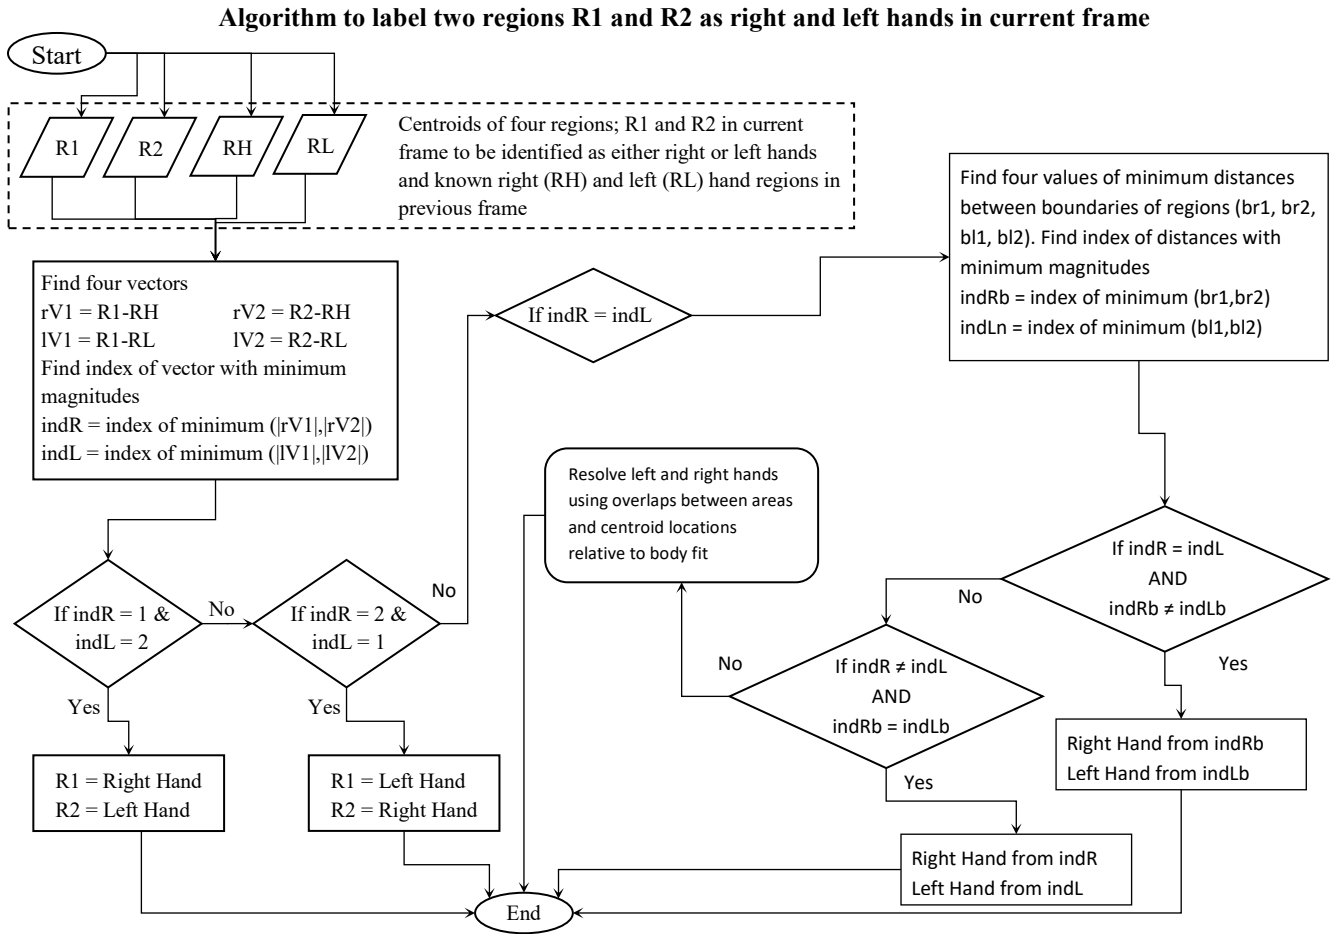 Algorithm to label two regions R1 and R2 as right and left hands in current frame
Start
R1
R2
RH
RL
Centroids of four regions; R1 and R2 in current
frame to be identified as either right or left hands
and known right (RH) and left (RL) hand regions in
previous frame
Find four vectors
rV1 = R1-RH rV2 = R2-RH
lV1 = R1-RL lV2 = R2-RL
Find index of vector with minimum
magnitudes
indR = index of minimum (|rV1|,|rV2|)
indL = index of minimum (|lV1|,|lV2|)
If indR = indL
Find four values of minimum distances
between boundaries of regions (br1, br2,
bl1, bl2). Find index of distances with
minimum magnitudes
indRb = index of minimum (br1,br2)
indLn = index of minimum (bl1,bl2)
Resolve left and right hands
using overlaps between areas
and centroid locations
relative to body fit
If indR = 1 &
indL = 2
No
If indR = 2 &
indL = 1
No
If indR = indL
AND
indRb ≠ indLb
No
Yes
If indR ≠ indL
AND
indRb = indLb
No
Yes
Yes
Yes
R1 = Right Hand
R2 = Left Hand
R1 = Left Hand
R2 = Right Hand
Right Hand from indRb
Left Hand from indLb
Right Hand from indR
Left Hand from indL
End